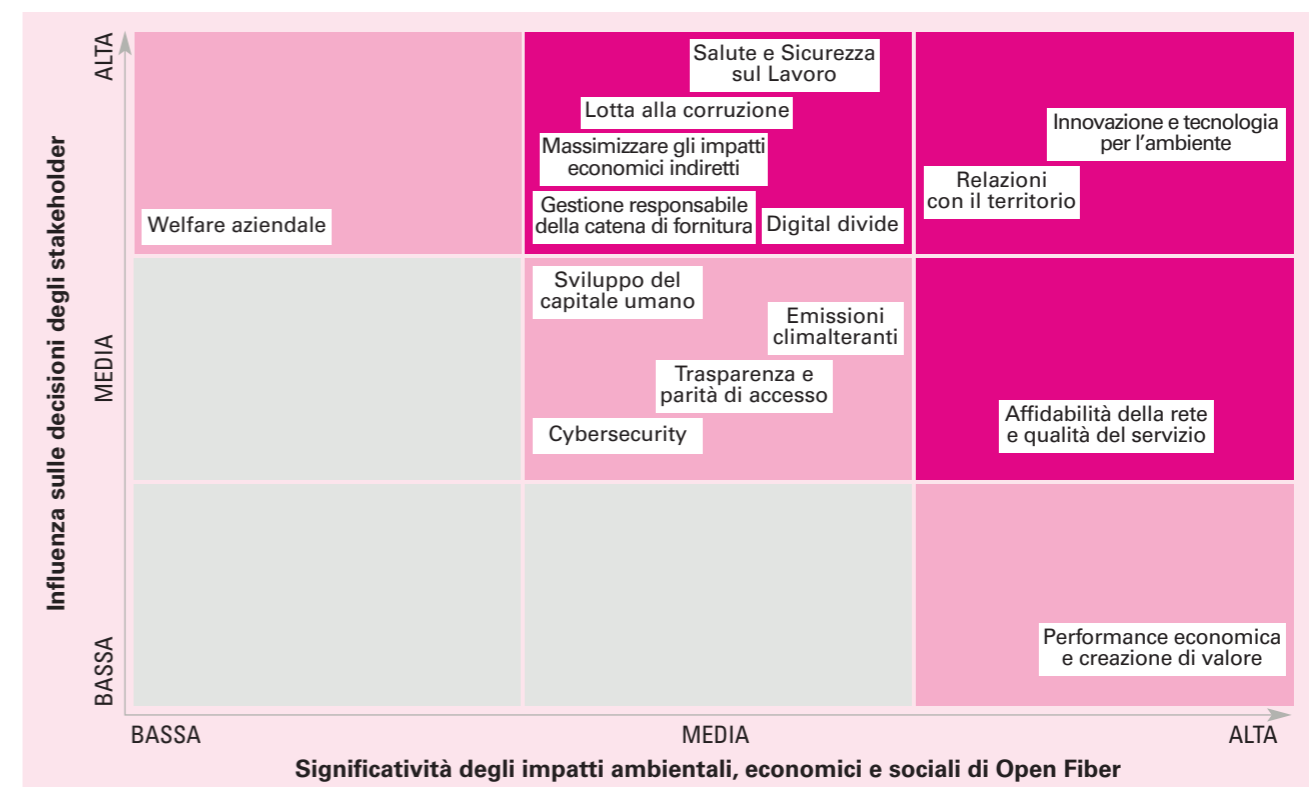 Influenza sulle decisioni degli stakeholder
ALTA
MEDIA
BASSA
Salute e Sicurezza
sul Lavoro
Lotta alla corruzione
Massimizzare gli impatti
economici indiretti
Gestione responsabile
della catena di fornitura
Digital divide
Welfare aziendale
Innovazione e tecnologia
per l'ambiente
Relazioni
con il territorio
Sviluppo del
capitale umano
Emissioni
climalteranti
Trasparenza e
parità di accesso
Cybersecurity
Affidabilità della rete
e qualità del servizio
Performance economica
e creazione di valore
BASSA
MEDIA
ALTA
Significatività degli impatti ambientali, economici e sociali di Open Fiber